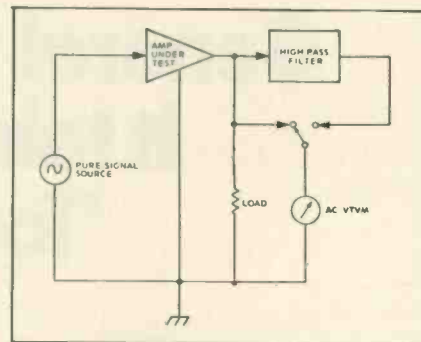 AMP
UNDER
TEST
HIGH PASS
FILTER
PURE SIGNAL
SOURCE
LOAD
AC VTVM